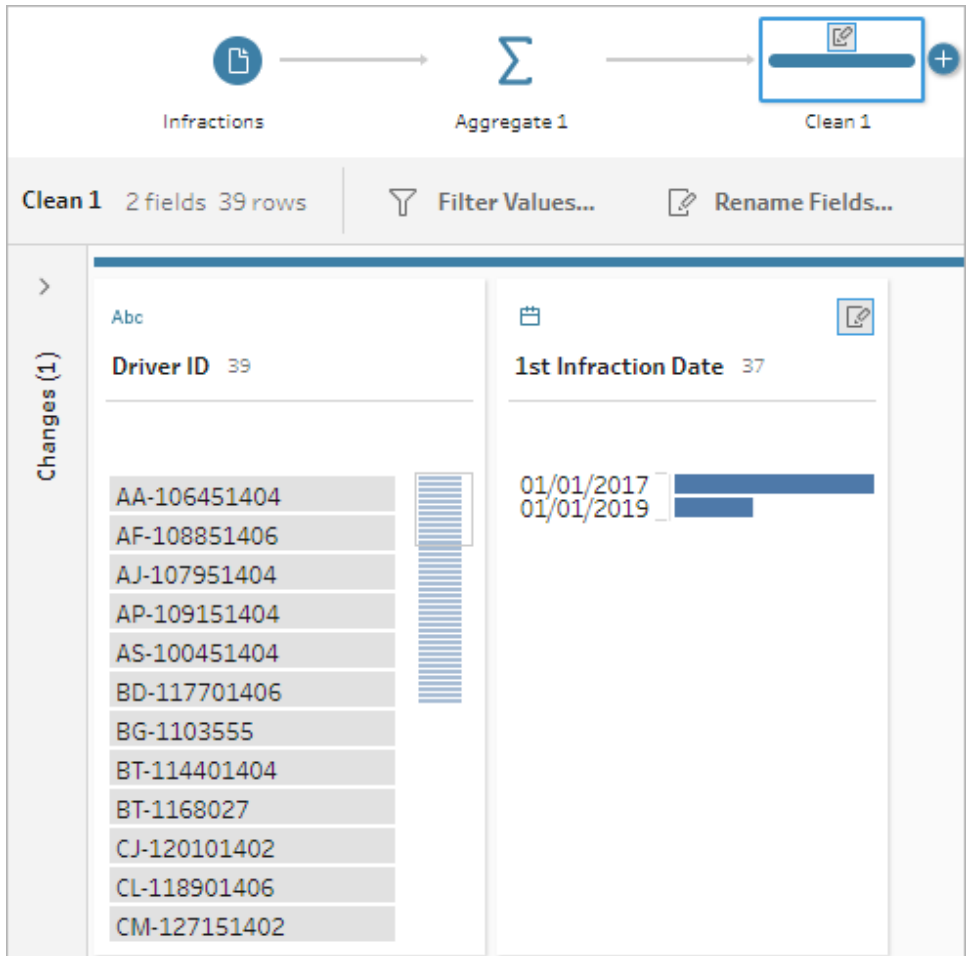 Infractions
Aggregate 1
Clean 1
Clean 1 2 fields 39 rows
Filter Values...
Rename Fields...
Changes (1)
Abc
Driver ID 39
AA-106451404
AF-108851406
AJ-107951404
AP-109151404
AS-100451404
BD-117701406
BG-1103555
BT-114401404
BT-1168027
CJ-120101402
CL-118901406
CM-127151402
1st Infraction Date 37
01/01/2017
01/01/2019